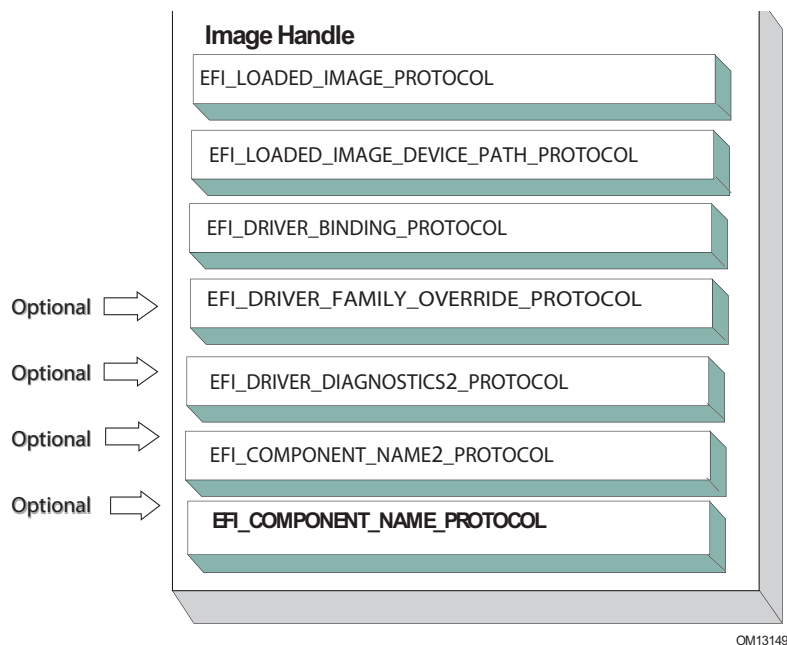 Image Handle
EFI_LOADED_IMAGE_PROTOCOL
EFI_LOADED_IMAGE_DEVICE_PATH_PROTOCOL
EFI_DRIVER_BINDING_PROTOCOL
Optional EFI_DRIVER_FAMILY_OVERRIDE_PROTOCOL
Optional EFI_DRIVER_DIAGNOSTICS2_PROTOCOL
Optional EFI_COMPONENT_NAME2_PROTOCOL
Optional EFI_COMPONENT_NAME_PROTOCOL
OM13149